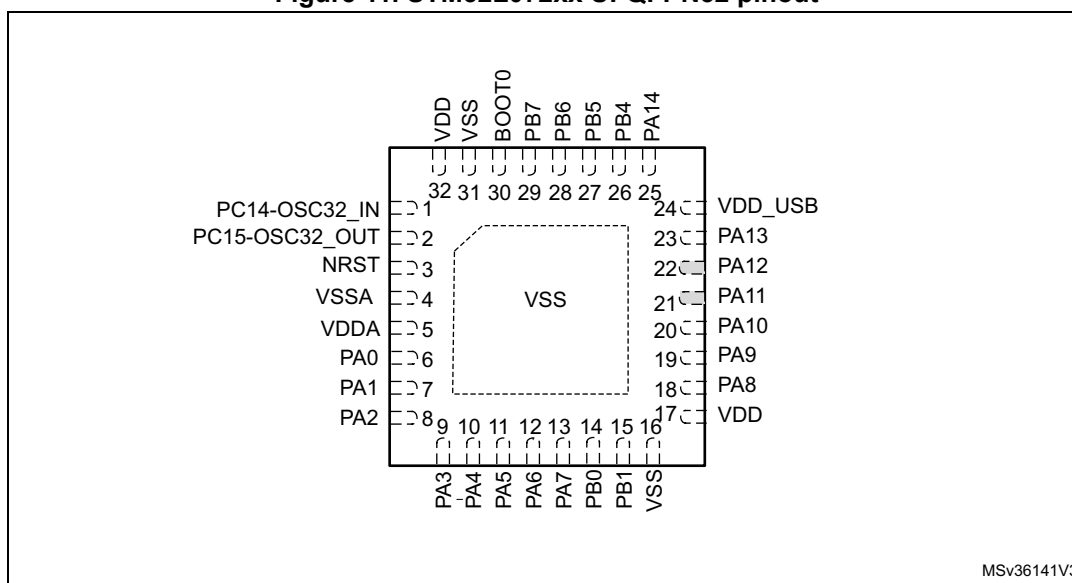 VDD
VSS
BOOT0
PB7
PB6
PB5
PB4
PA14
32 31 30 29 28 27 26 25
PC14-OSC32_IN 1
PC15-OSC32_OUT 2
NRST 3
VSSA 4
VDDA 5
PA0 6
PA1 7
PA2 8
VSS
24 VDD_USB
23 PA13
22 PA12
21 PA11
20 PA10
19 PA9
18 PA8
17 VDD
9 10 11 12 13 14 15 16
PA3
PA4
PA5
PA6
PA7
PB0
PB1
VSS
MSv36141V3